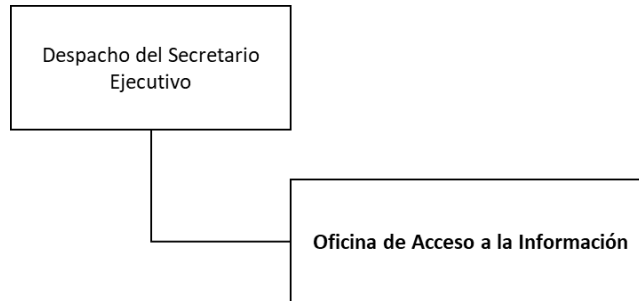 Despacho del Secretario
Ejecutivo
Oficina de Acceso a la Información